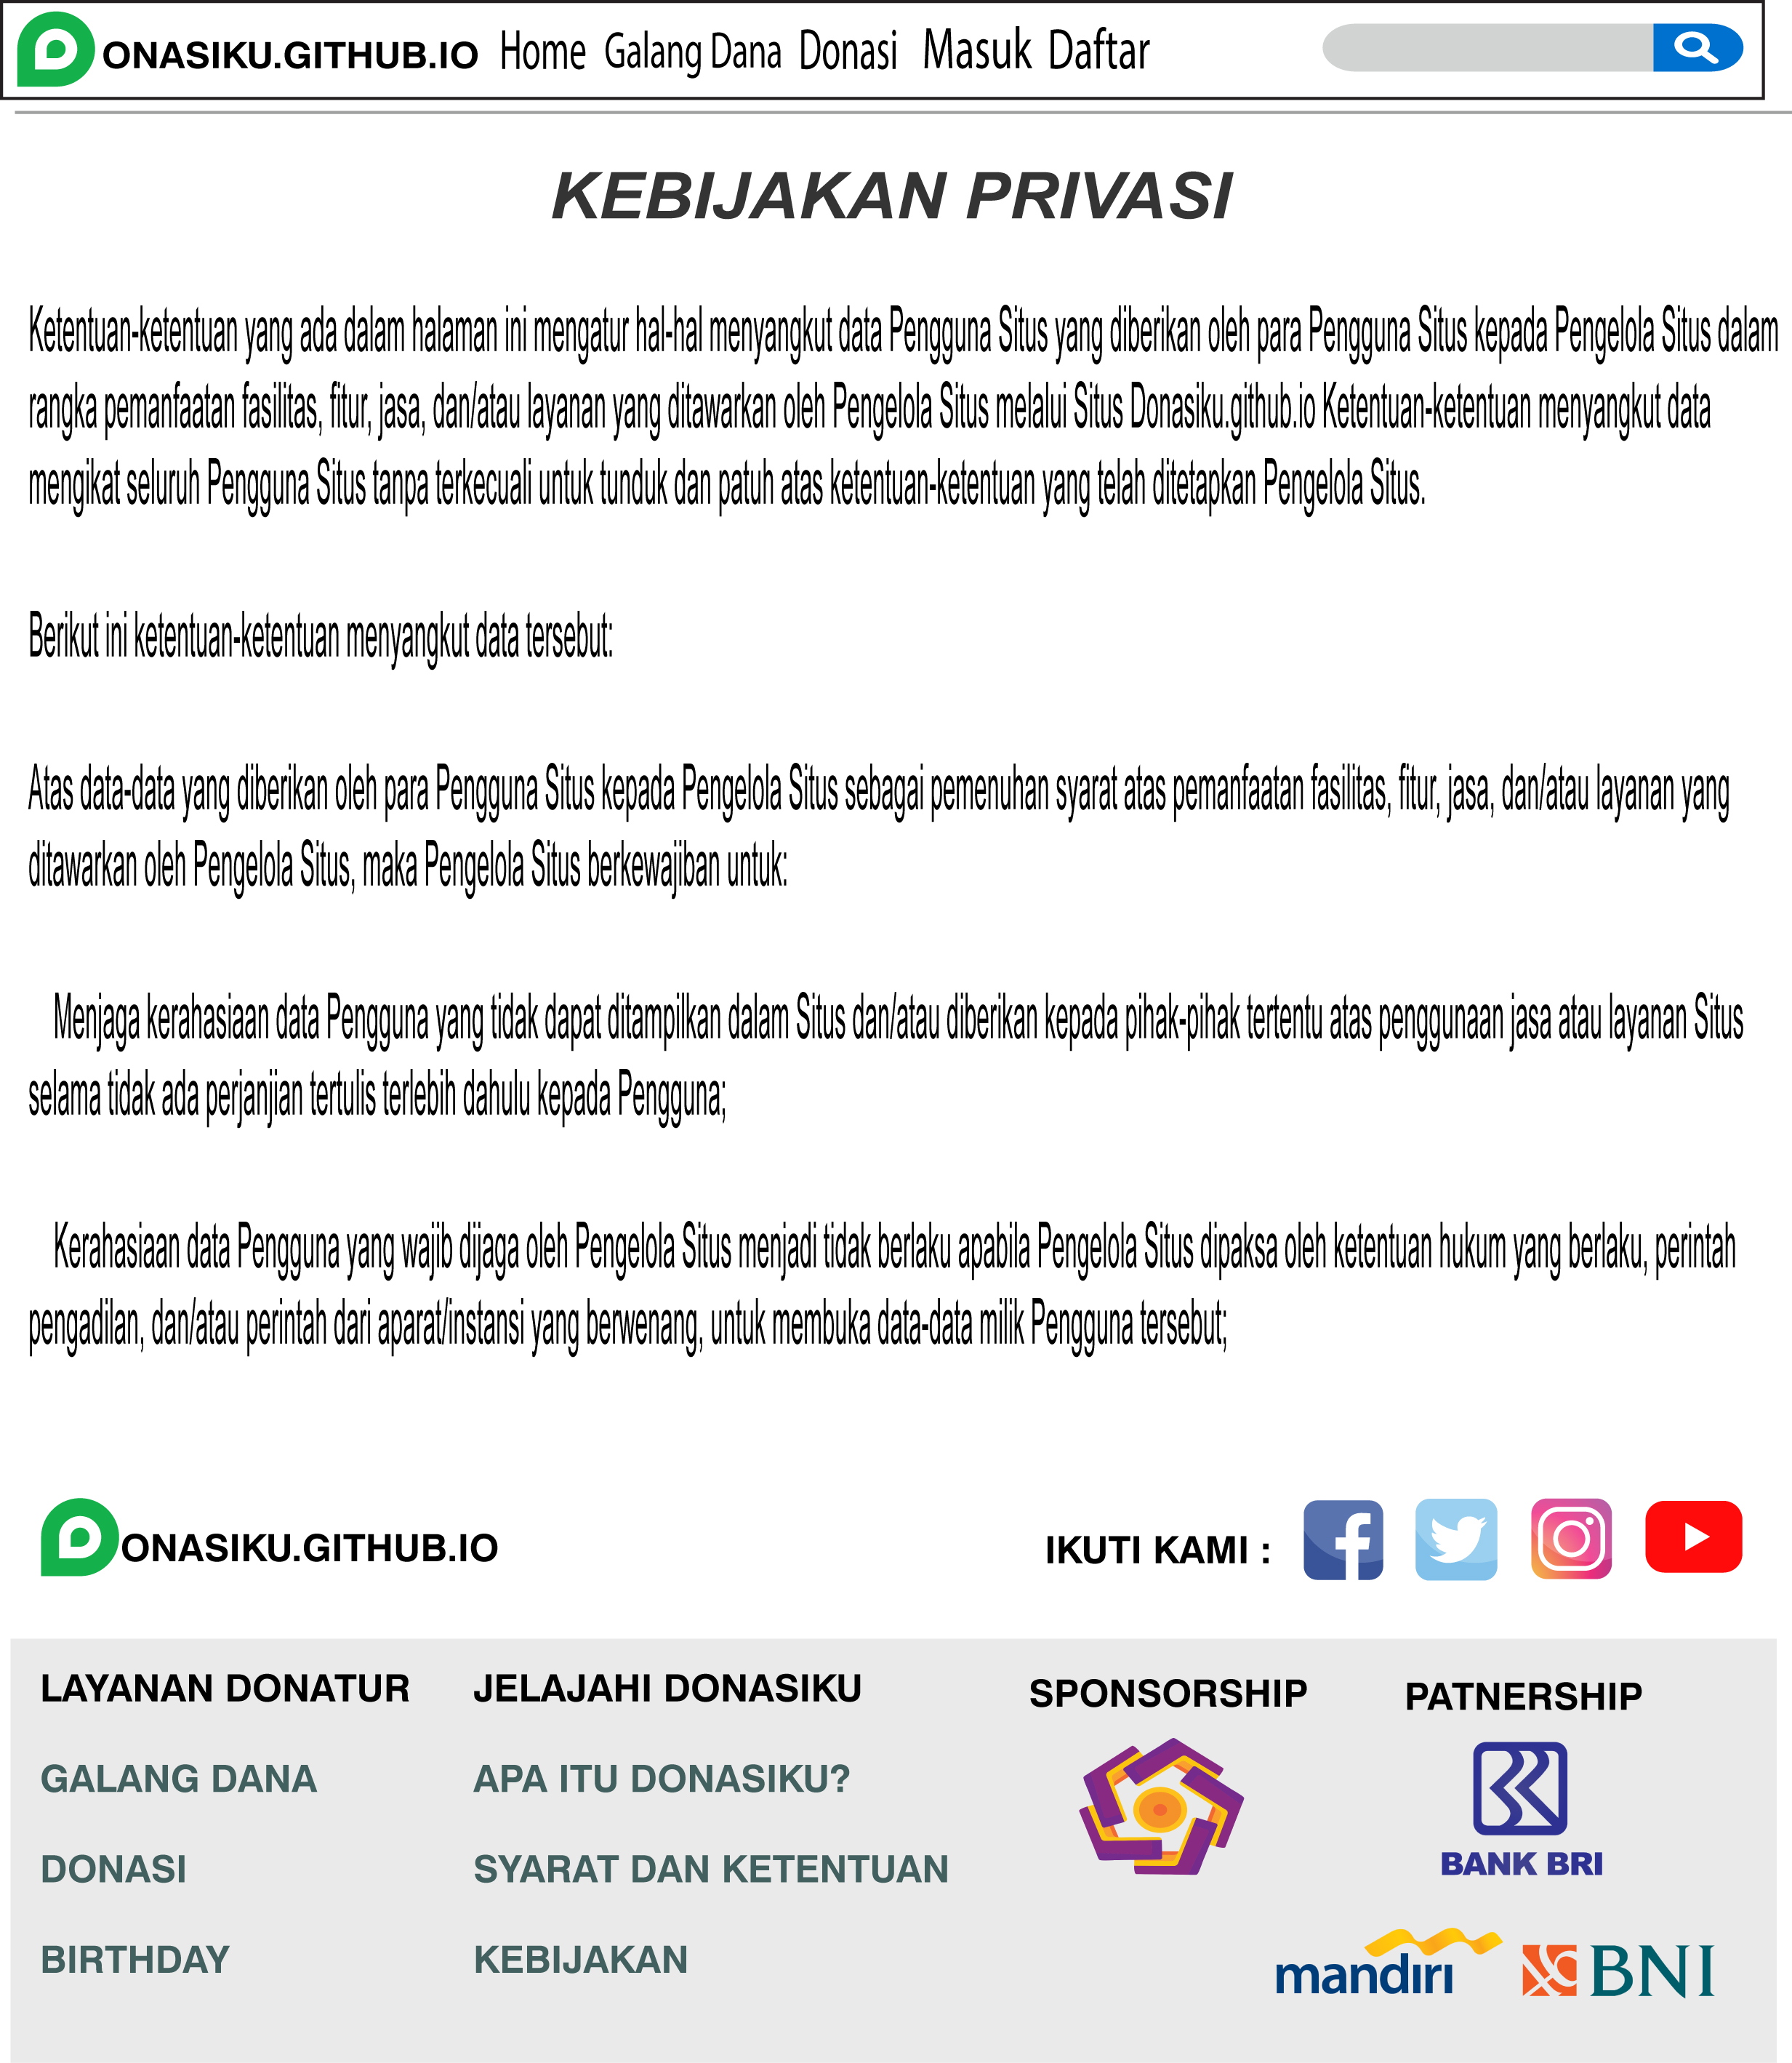 ONASIKU.GITHUB.IO Home Galang Dana Donasi Masuk Daftar
KEBIJAKAN PRIVASI
Ketentuan-ketentuan yang ada dalam halaman ini mengatur hal-hal menyangkut data Pengguna Situs yang diberikan oleh para Pengguna Situs kepada Pengelola Situs dalam
rangka pemanfaatan fasilitas, fitur, jasa, dan/atau layanan yang ditawarkan oleh Pengelola Situs melalui Situs Donasiku.github.io Ketentuan-ketentuan menyangkut data
mengikat seluruh Pengguna Situs tanpa terkecuali untuk tunduk dan patuh atas ketentuan-ketentuan yang telah ditetapkan Pengelola Situs.
Berikut ini ketentuan-ketentuan menyangkut data tersebut:
Atas data-data yang diberikan oleh para Pengguna Situs kepada Pengelola Situs sebagai pemenuhan syarat atas pemanfaatan fasilitas, fitur, jasa, dan/atau layanan yang
ditawarkan oleh Pengelola Situs, maka Pengelola Situs berkewajiban untuk:
Menjaga kerahasiaan data Pengguna yang tidak dapat ditampilkan dalam Situs dan/atau diberikan kepada pihak-pihak tertentu atas penggunaan jasa atau layanan Situs
selama tidak ada perjanjian tertulis terlebih dahulu kepada Pengguna;
Kerahasiaan data Pengguna yang wajib dijaga oleh Pengelola Situs menjadi tidak berlaku apabila Pengelola Situs dipaksa oleh ketentuan hukum yang berlaku, perintah
pengadilan, dan/atau perintah dari aparat/instansi yang berwenang, untuk membuka data-data milik Pengguna tersebut;
ONASIKU.GITHUB.IO
IKUTI KAMI :
LAYANAN DONATUR
GALANG DANA
DONASI
BIRTHDAY
JELAJAHI DONASIKU
APA ITU DONASIKU?
SYARAT DAN KETENTUAN
KEBIJAKAN
SPONSORSHIP
PATNERSHIP
BANK BRI
mandiri
BNI